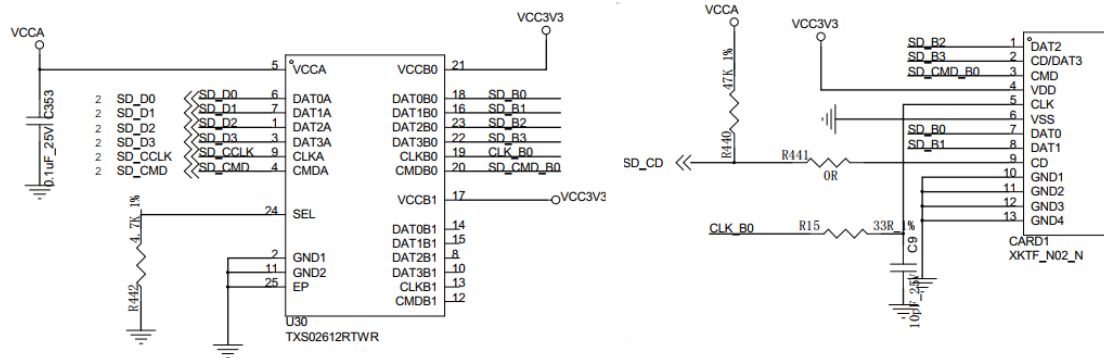 VCCA
VCC3V3
5 VCCA VCCB0 21
C353
0.1uF_25V
2 SD_D0 SD_D0 6 DAT0A DAT0B0 18 SD_B0
2 SD_D1 SD_D1 7 DAT1A DAT1B0 16 SD_B1
2 SD_D2 SD_D2 1 DAT2A DAT2B0 23 SD_B2
2 SD_D3 SD_D3 3 DAT3A DAT3B0 22 SD_B3
2 SD_CCLK SD_CCLK 9 CLKA CLKB0 19 CLK_B0
2 SD_CMD SD_CMD 4 CMDA CMDB0 20 SD_CMD_B0
VCCB1 17 VCC3V3
24 SEL
4.7K 1%
R442
DAT0B1 14
DAT1B1 15
2 GND1 DAT2B1 8
11 GND2 DAT3B1 10
25 EP CLKB1 13
CMDB1 12
U30
TXS02612RTWR
VCCA
VCC3V3
47K 1%
R440
SD_B2 1 DAT2
SD_B3 2 CD/DAT3
SD_CMD_B0 3 CMD
4 VDD
5 CLK
6 VSS
SD_B0 7 DAT0
SD_B1 8 DAT1
SD_CD R441 0R 9 CD
10 GND1
11 GND2
12 GND3
13 GND4
CLK_B0 R15 33R_1%
C9
10pF_25V
CARD1
XKTF_N02_N